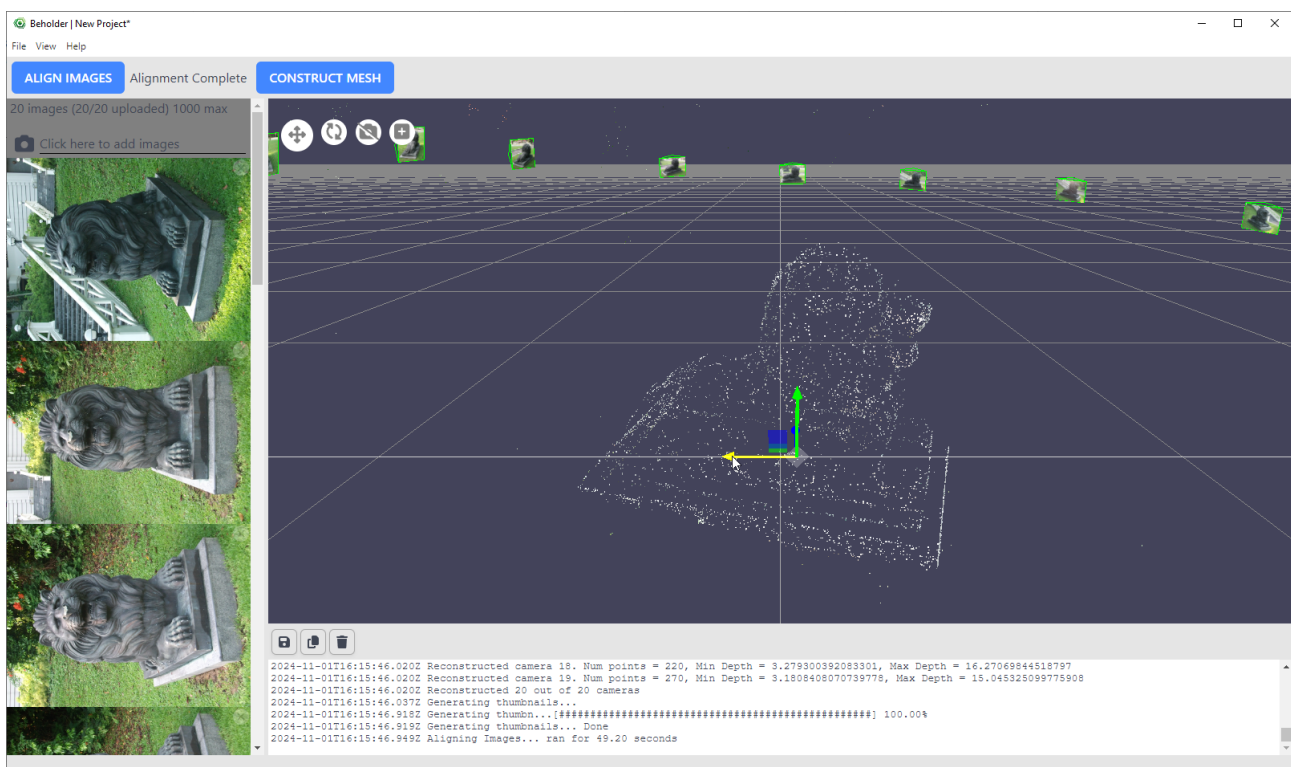 Beholder | New Project*
File View Help
ALIGN IMAGES Alignment Complete CONSTRUCT MESH
20 images (20/20 uploaded) 1000 max
Click here to add images
2024-11-01T16:15:46.020Z Reconstructed camera 18. Num points = 220, Min Depth = 3.279300392083301, Max Depth = 16.27069844518797
2024-11-01T16:15:46.020Z Reconstructed camera 19. Num points = 270, Min Depth = 3.1808408070739778, Max Depth = 15.045325099775908
2024-11-01T16:15:46.020Z Reconstructed 20 out of 20 cameras
2024-11-01T16:15:46.037Z Generating thumbnails...
2024-11-01T16:15:46.918Z Generating thumbn...[##################################################] 100.00%
2024-11-01T16:15:46.919Z Generating thumbnails... Done
2024-11-01T16:15:46.949Z Aligning Images... ran for 49.20 seconds